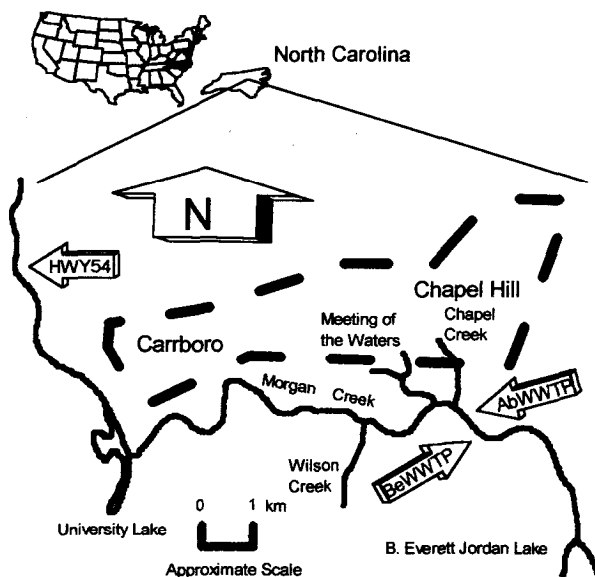 North Carolina
N
HWY54
Chapel Hill
Meeting of
the Waters
Chapel
Creek
Carrboro
Morgan Creek
AbWWTP
Wilson
Creek
BeWWTP
0 1 km
University Lake
Approximate Scale
B. Everett Jordan Lake